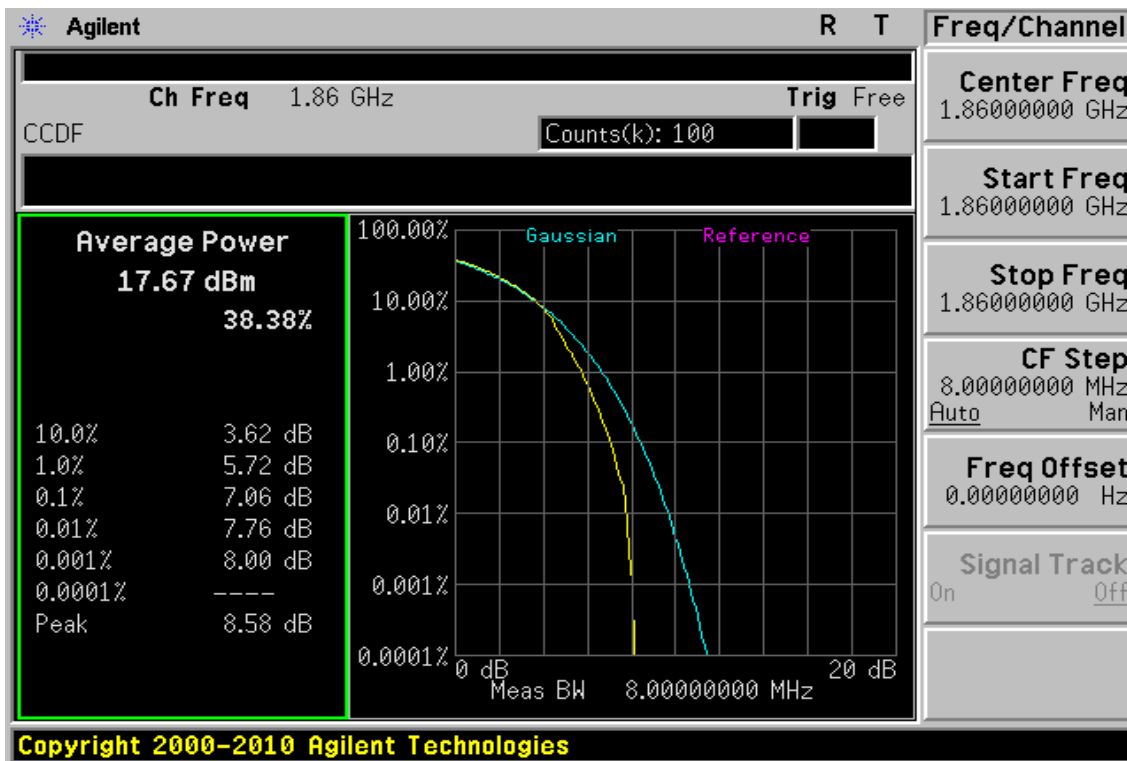 Agilent R T
Ch Freq 1.86 GHz Trig Free
CCDF Counts(k): 100
Average Power
17.67 dBm
38.38%
10.0% 3.62 dB
1.0% 5.72 dB
0.1% 7.06 dB
0.01% 7.76 dB
0.001% 8.00 dB
0.0001% ----
Peak 8.58 dB
Gaussian Reference
100.00%
10.00%
1.00%
0.10%
0.01%
0.001%
0.0001%
0 dB 20 dB
Meas BW 8.00000000 MHz
Freq/Channel
Center Freq
1.86000000 GHz
Start Freq
1.86000000 GHz
Stop Freq
1.86000000 GHz
CF Step
8.00000000 MHz
Auto Man
Freq Offset
0.00000000 Hz
Signal Track
On Off
Copyright 2000-2010 Agilent Technologies